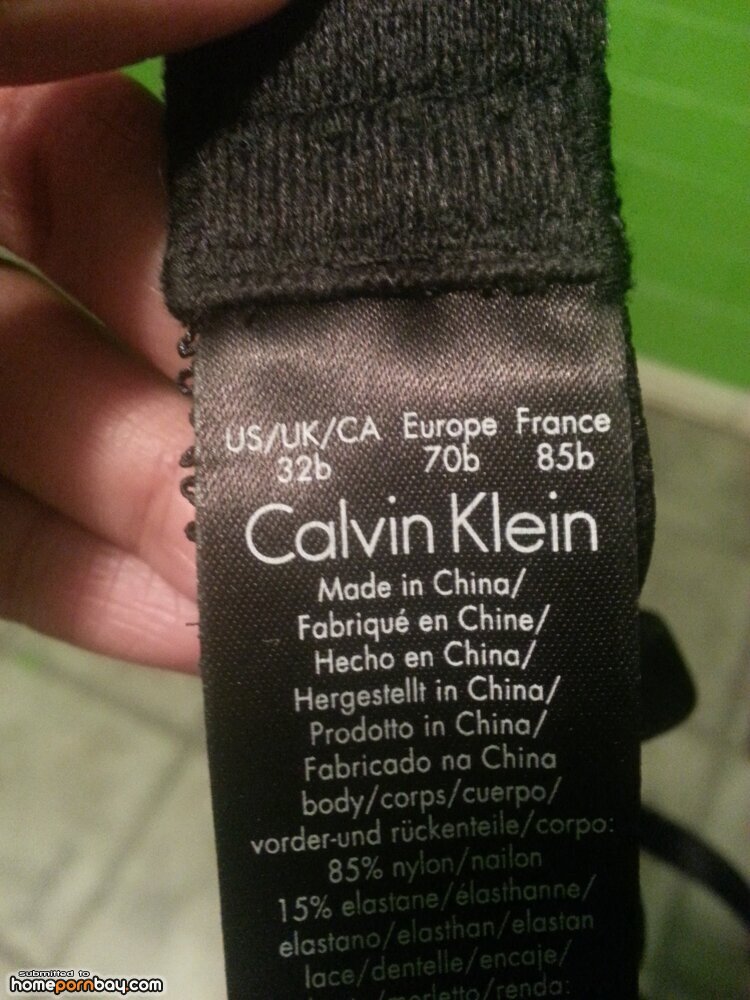 US/UK/CA Europe France
32b 70b 85b
Calvin Klein
Made in China/
Fabriqué en Chine/
Hecho en China/
Hergestellt in China/
Prodotto in China/
Fabricado na China
body/corps/cuerpo/
vorder-und rückenteile/corpo:
85% nylon/nailon
15% elastane/élasthanne/
elastano/elasthan/elastan
lace/dentelle/encaje/
merletto/renda:
submitted to
homepornbay.com